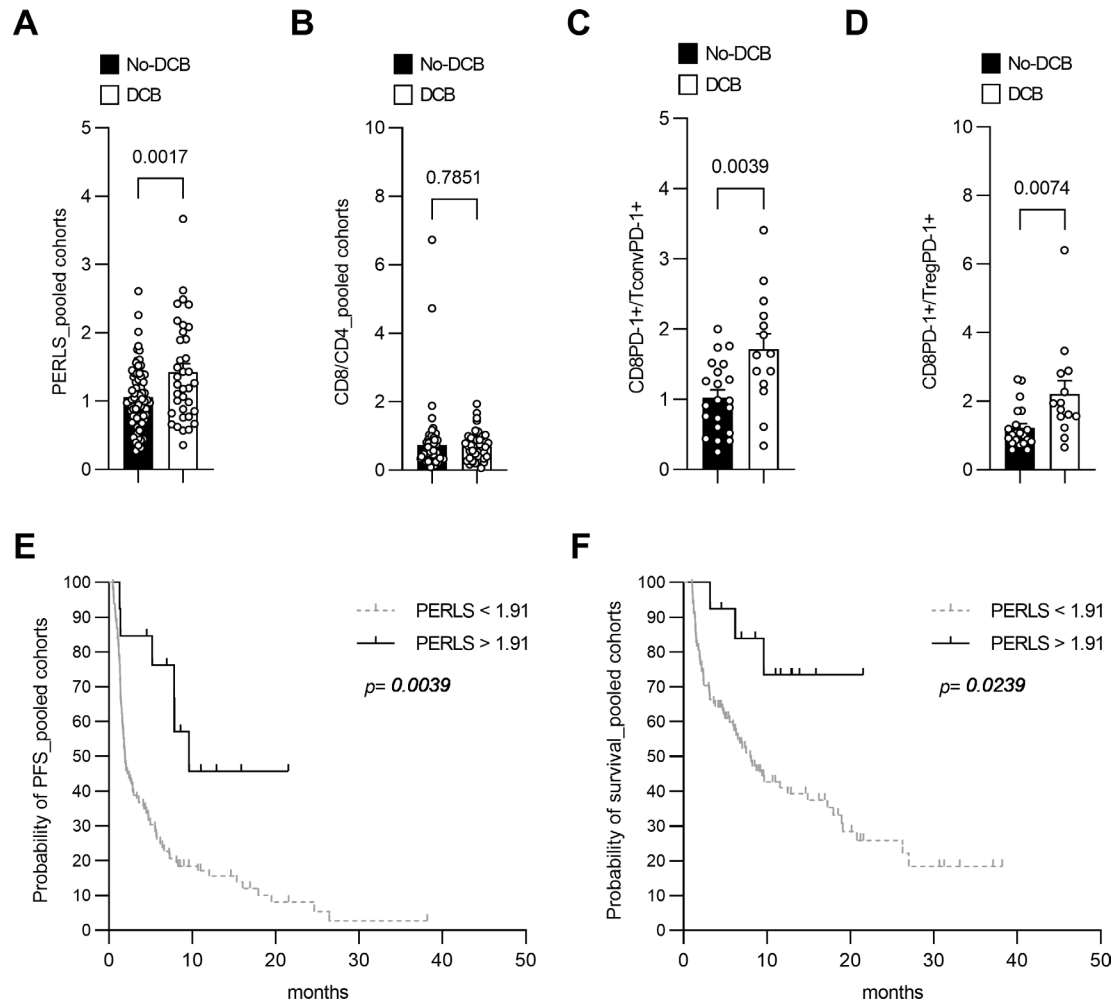 A
No-DCB
DCB
PERLS_pooled cohorts
5
4
3
2
1
0
0.0017
B
No-DCB
DCB
CD8/CD4_pooled cohorts
10
8
6
4
2
0
0.7851
C
No-DCB
DCB
CD8PD-1+/TconvPD-1+
5
4
3
2
1
0
0.0039
D
No-DCB
DCB
CD8PD-1+/TregPD-1+
10
8
6
4
2
0
0.0074
E
Probability of PFS_pooled cohorts
100
90
80
70
60
50
40
30
20
10
0
PERLS < 1.91
PERLS > 1.91
p= 0.0039
0 10 20 30 40 50
months
F
Probability of survival_pooled cohorts
100
90
80
70
60
50
40
30
20
10
0
PERLS < 1.91
PERLS > 1.91
p= 0.0239
0 10 20 30 40 50
months